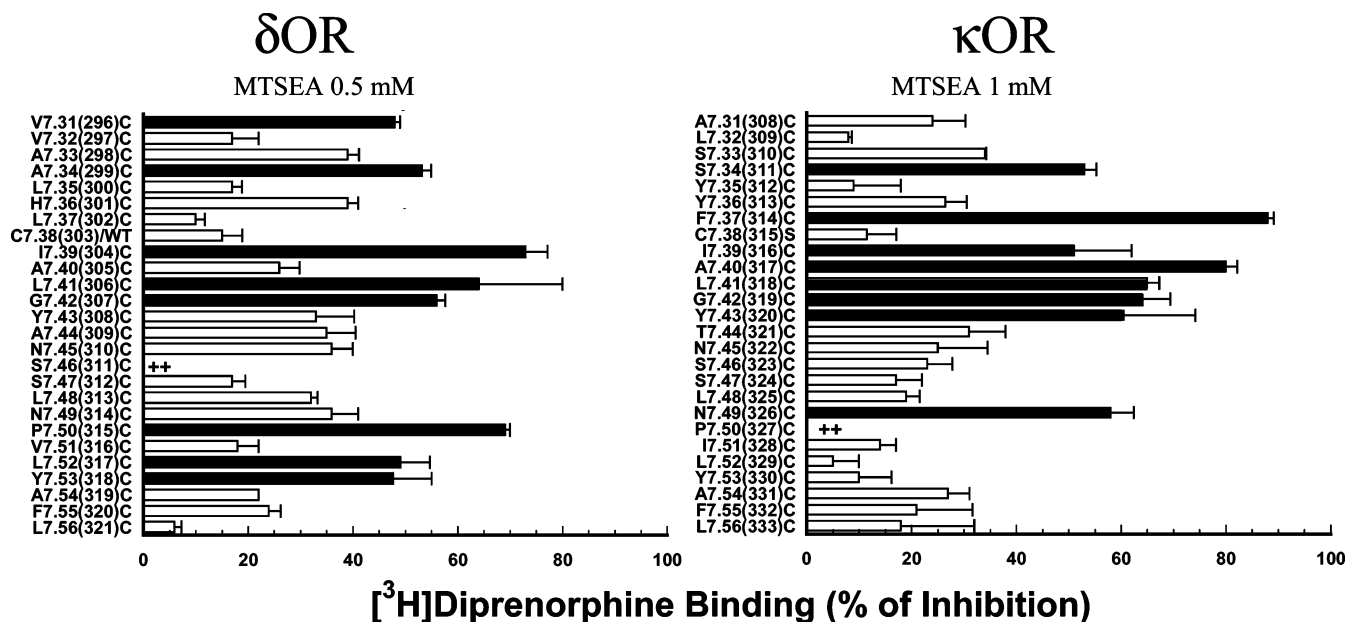 δOR
MTSEA 0.5 mM
V7.31(296)C
V7.32(297)C
A7.33(298)C
A7.34(299)C
L7.35(300)C
H7.36(301)C
L7.37(302)C
C7.38(303)/WT
I7.39(304)C
A7.40(305)C
L7.41(306)C
G7.42(307)C
Y7.43(308)C
A7.44(309)C
N7.45(310)C
S7.46(311)C ++
S7.47(312)C
L7.48(313)C
N7.49(314)C
P7.50(315)C
V7.51(316)C
L7.52(317)C
Y7.53(318)C
A7.54(319)C
F7.55(320)C
L7.56(321)C
0 20 40 60 80 100
κOR
MTSEA 1 mM
A7.31(308)C
L7.32(309)C
S7.33(310)C
S7.34(311)C
Y7.35(312)C
Y7.36(313)C
F7.37(314)C
C7.38(315)S
I7.39(316)C
A7.40(317)C
L7.41(318)C
G7.42(319)C
Y7.43(320)C
T7.44(321)C
N7.45(322)C
S7.46(323)C
S7.47(324)C
L7.48(325)C
N7.49(326)C
P7.50(327)C ++
I7.51(328)C
L7.52(329)C
Y7.53(330)C
A7.54(331)C
F7.55(332)C
L7.56(333)C
0 20 40 60 80 100
[³H]Diprenorphine Binding (% of Inhibition)